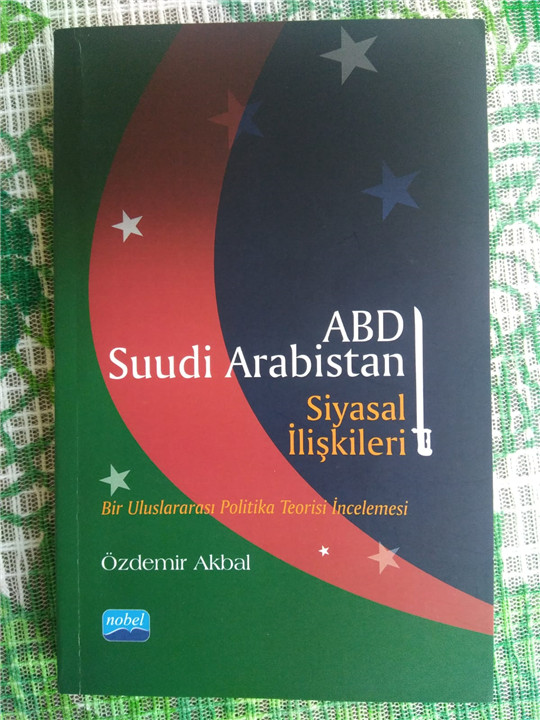 ABD
Suudi Arabistan
Siyasal
İlişkileri
Bir Uluslararası Politika Teorisi İncelemesi
Özdemir Akbal
nobel